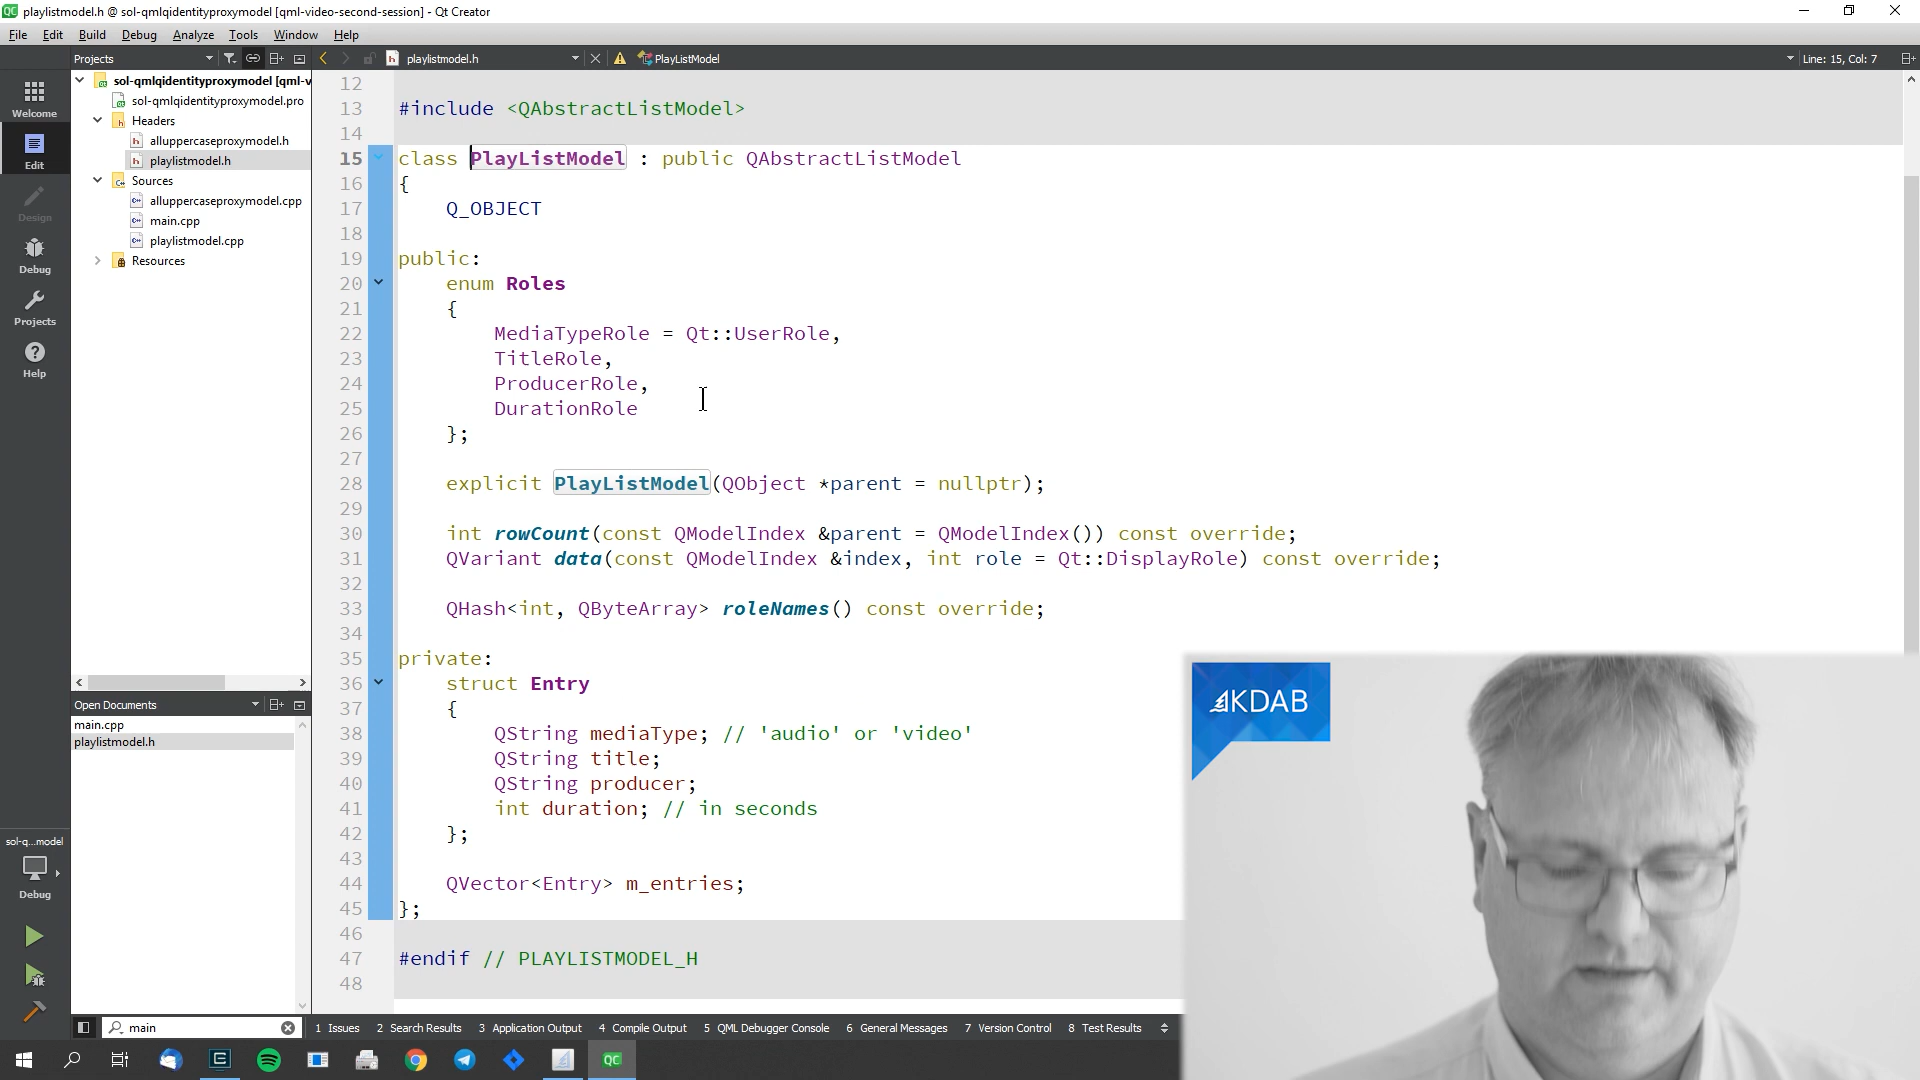 playlistmodel.h @ sol-qmlqidentityproxymodel [qml-video-second-session] - Qt Creator
File Edit Build Debug Analyze Tools Window Help
Projects playlistmodel.h PlayListModel Line: 15, Col: 7
Welcome
Edit
Design
Debug
Projects
Help
sol-q...model
Debug
sol-qmlqidentityproxymodel [qml-v
sol-qmlqidentityproxymodel.pro
Headers
alluppercaseproxymodel.h
playlistmodel.h
Sources
alluppercaseproxymodel.cpp
main.cpp
playlistmodel.cpp
Resources
Open Documents
main.cpp
playlistmodel.h
12
13 #include <QAbstractListModel>
14
15 class PlayListModel : public QAbstractListModel
16 {
17 Q_OBJECT
18
19 public:
20 enum Roles
21 {
22 MediaTypeRole = Qt::UserRole,
23 TitleRole,
24 ProducerRole,
25 DurationRole
26 };
27
28 explicit PlayListModel(QObject *parent = nullptr);
29
30 int rowCount(const QModelIndex &parent = QModelIndex()) const override;
31 QVariant data(const QModelIndex &index, int role = Qt::DisplayRole) const override;
32
33 QHash<int, QByteArray> roleNames() const override;
34
35 private:
36 struct Entry
37 {
38 QString mediaType; // 'audio' or 'video'
39 QString title;
40 QString producer;
41 int duration; // in seconds
42 };
43
44 QVector<Entry> m_entries;
45 };
46
47 #endif // PLAYLISTMODEL_H
48
KDAB
main 1 Issues 2 Search Results 3 Application Output 4 Compile Output 5 QML Debugger Console 6 General Messages 7 Version Control 8 Test Results